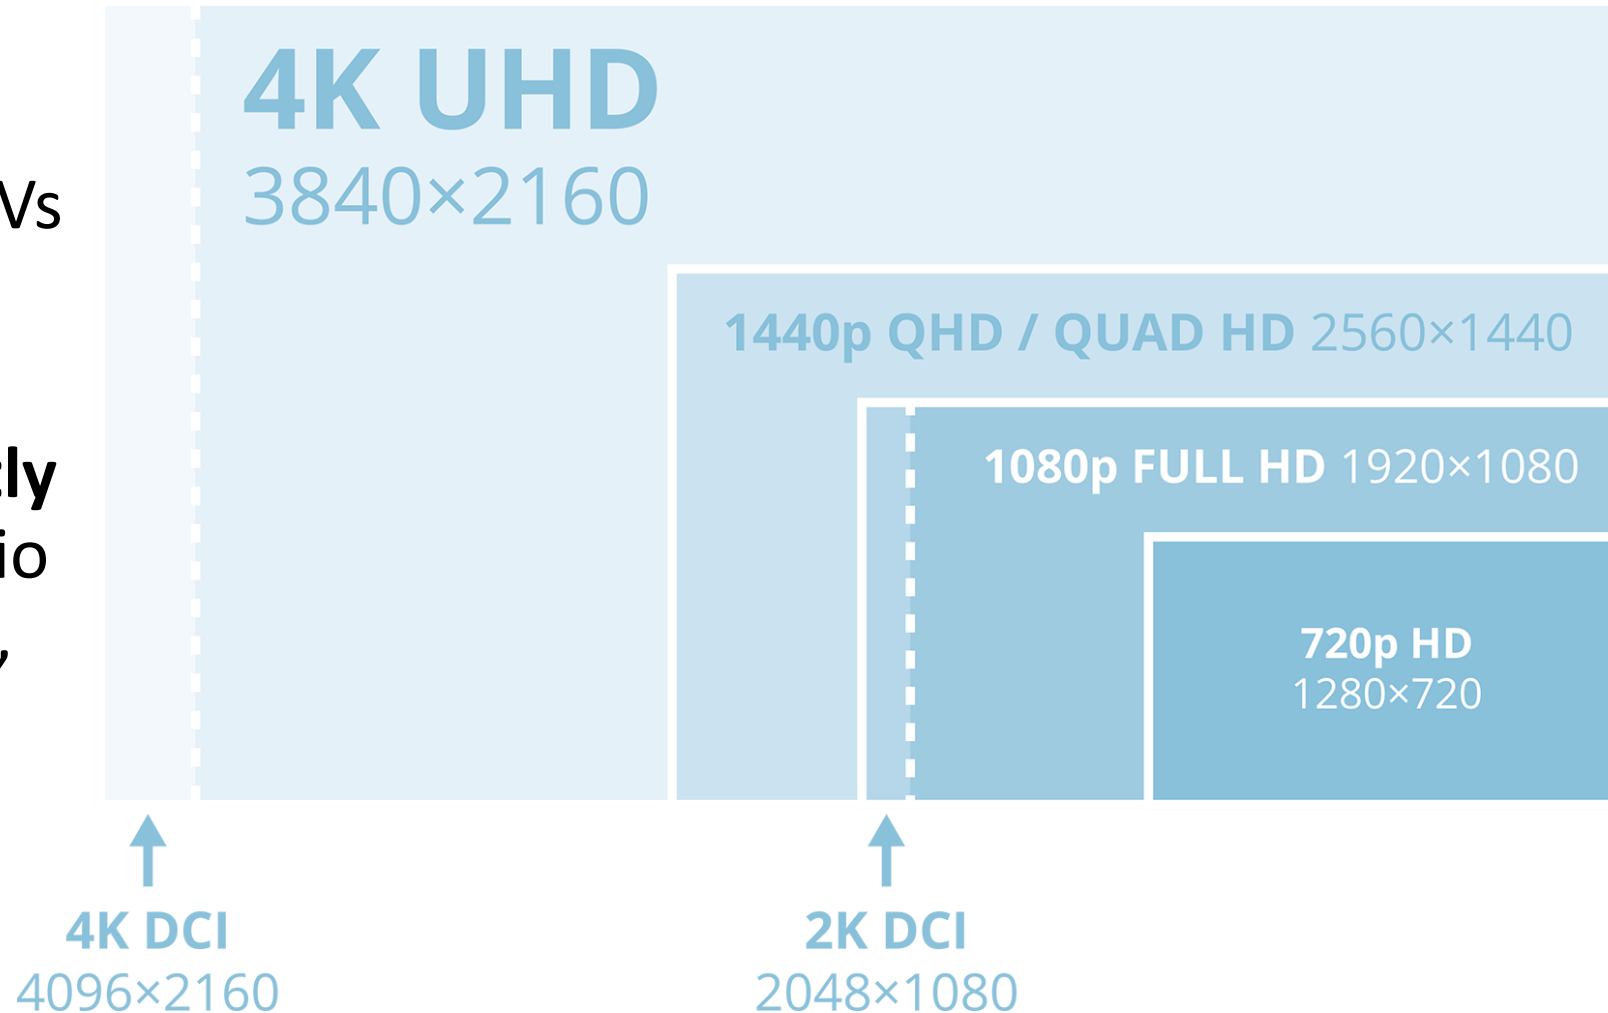 4K UHD
3840×2160
Vs
1440p QHD / QUAD HD 2560×1440
1080p FULL HD 1920×1080
tly
io
,
720p HD
1280×720
4K DCI
4096×2160
2K DCI
2048×1080